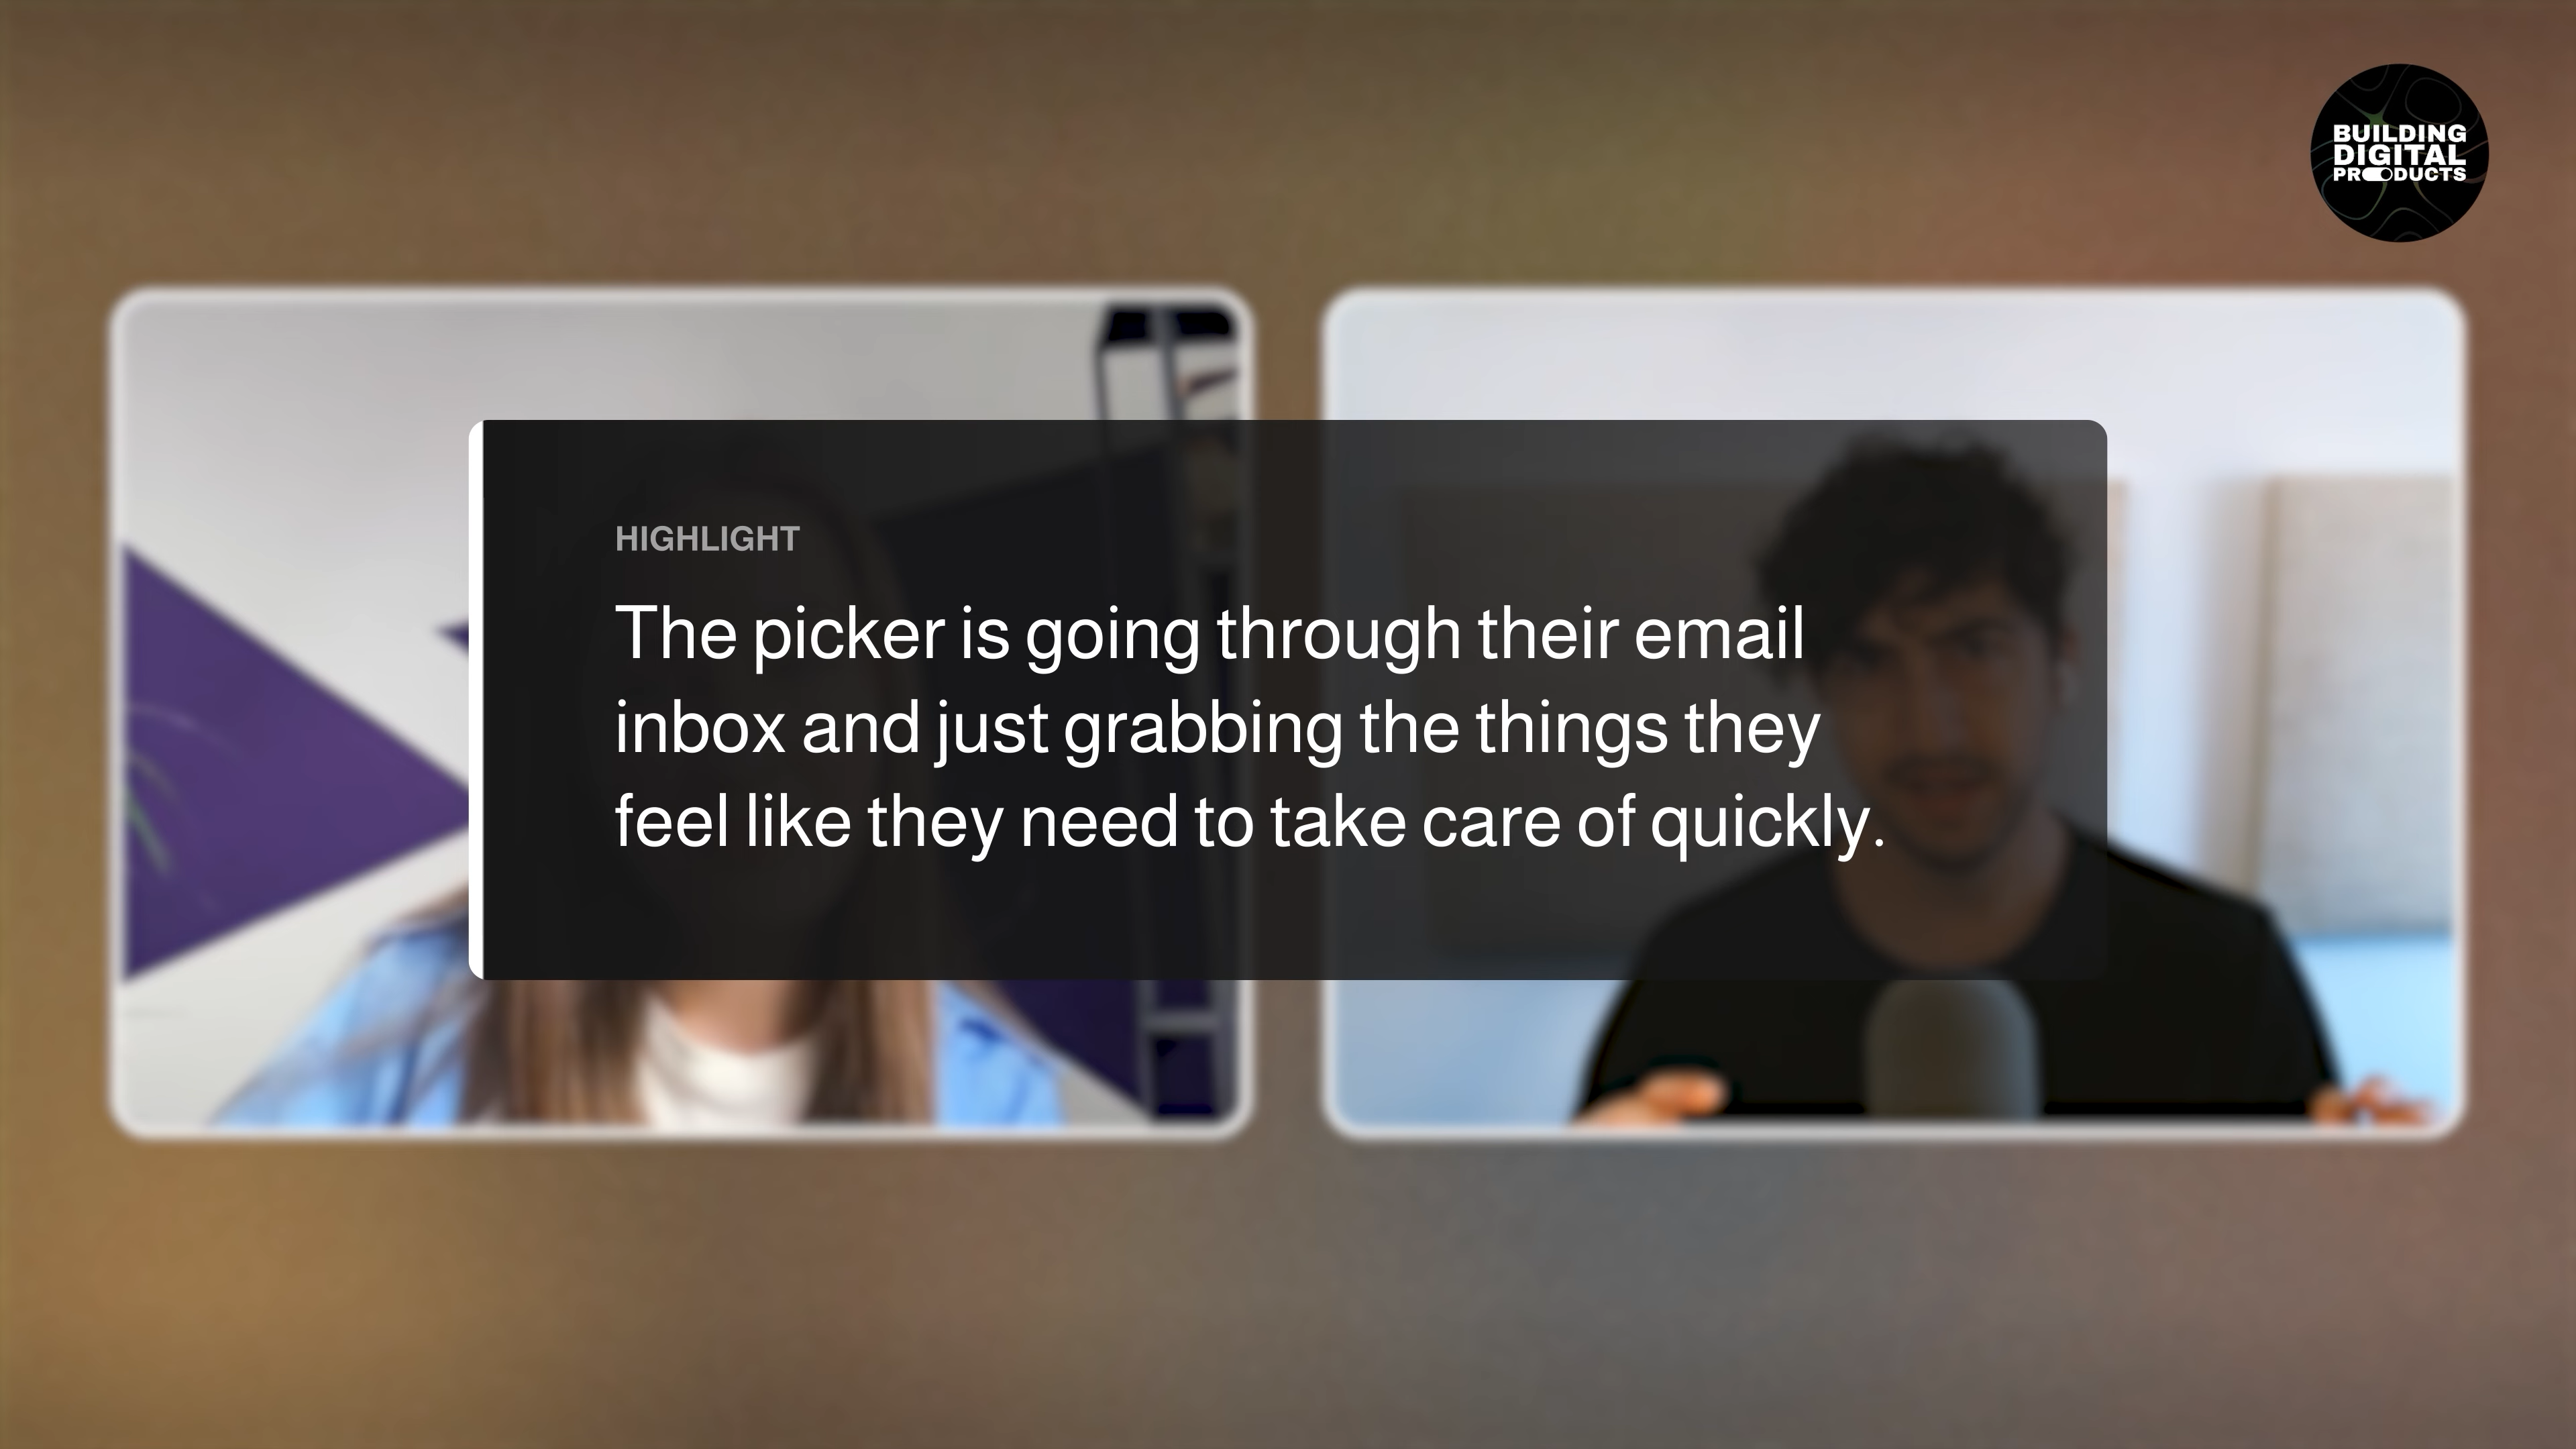 BUILDING
DIGITAL
PRODUCTS
HIGHLIGHT
The picker is going through their email
inbox and just grabbing the things they
feel like they need to take care of quickly.